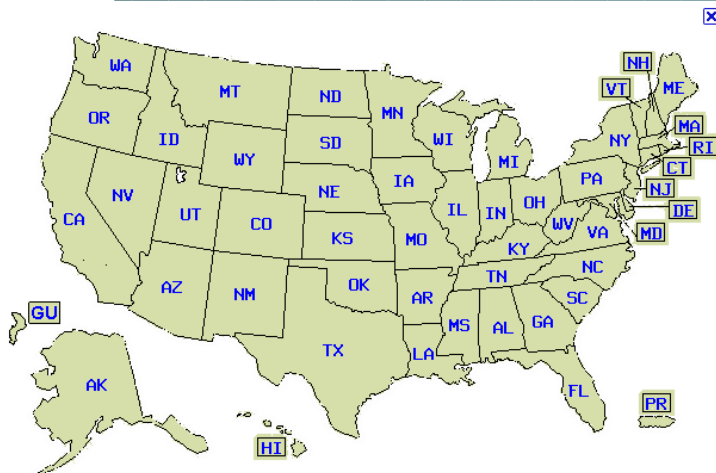 WA
MT
ND
MN
NH
VT
ME
OR
ID
SD
WI
MI
NY
MA
RI
CT
WY
NE
IA
PA
NJ
NV
UT
CO
IL
IN
OH
DE
CA
KS
MO
WV
VA
MD
KY
AZ
NM
OK
TN
NC
AR
SC
GU
TX
MS
AL
GA
LA
AK
FL
PR
HI